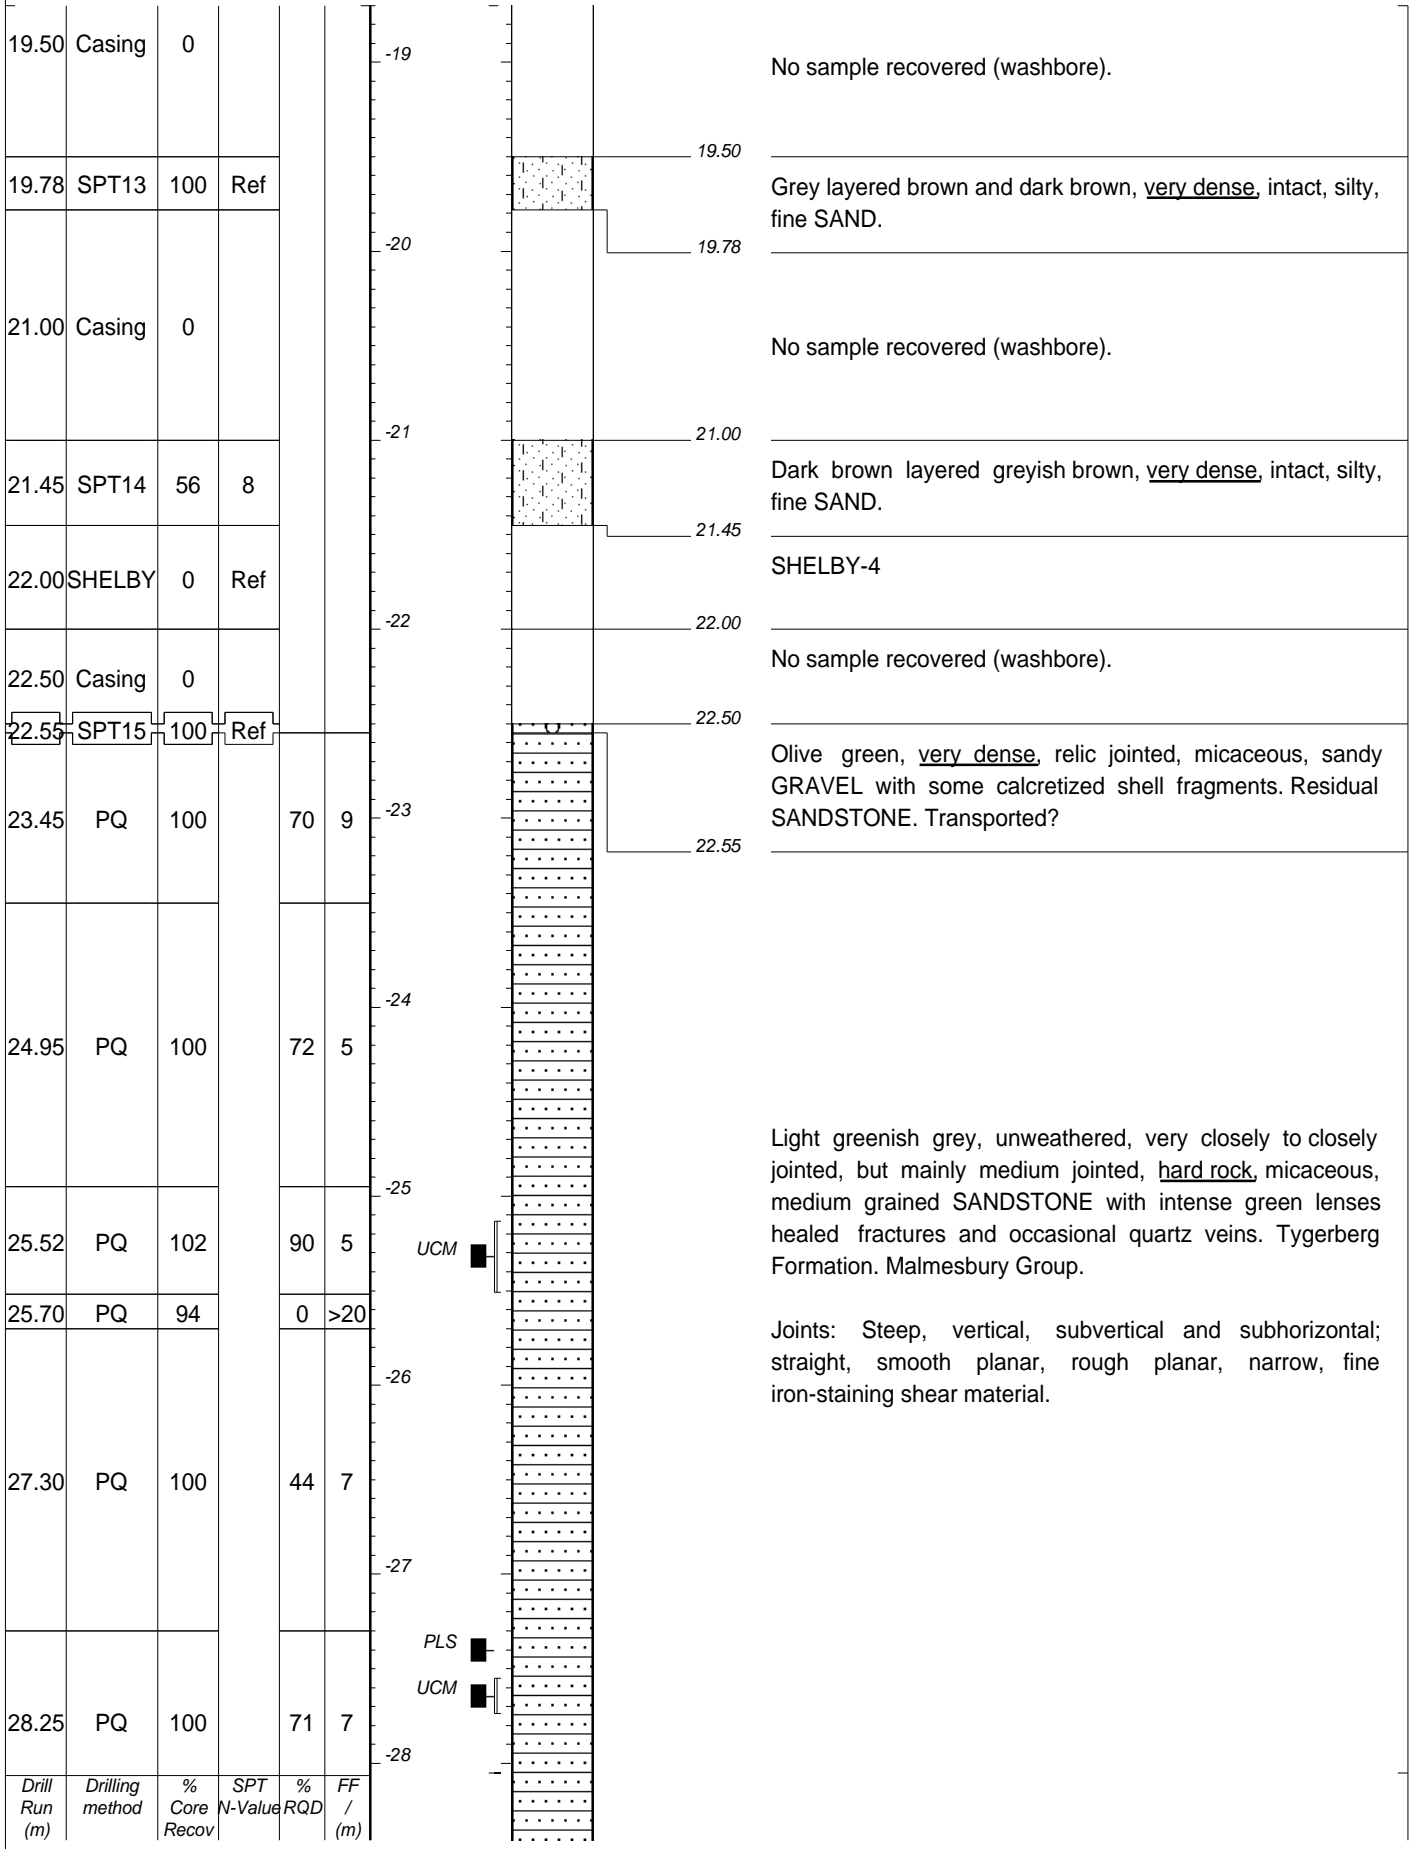 19.50 Casing 0
-19
No sample recovered (washbore).
19.50
19.78 SPT13 100 Ref
Grey layered brown and dark brown, very dense, intact, silty,
fine SAND.
-20
19.78
21.00 Casing 0
No sample recovered (washbore).
-21
21.00
21.45 SPT14 56 8
Dark brown layered greyish brown, very dense, intact, silty,
fine SAND.
21.45
22.00 SHELBY 0 Ref
SHELBY-4
-22
22.00
22.50 Casing 0
No sample recovered (washbore).
22.50
22.55 SPT15 100 Ref
Olive green, very dense, relic jointed, micaceous, sandy
GRAVEL with some calcretized shell fragments. Residual
SANDSTONE. Transported?
23.45 PQ 100 70 9
-23
22.55
-24
24.95 PQ 100 72 5
Light greenish grey, unweathered, very closely to closely
jointed, but mainly medium jointed, hard rock, micaceous,
medium grained SANDSTONE with intense green lenses
healed fractures and occasional quartz veins. Tygerberg
Formation. Malmesbury Group.
-25
25.52 PQ 102 90 5
UCM
25.70 PQ 94 0 >20
Joints: Steep, vertical, subvertical and subhorizontal;
straight, smooth planar, rough planar, narrow, fine
iron-staining shear material.
-26
27.30 PQ 100 44 7
-27
PLS
UCM
28.25 PQ 100 71 7
-28
Drill Drilling % SPT % FF
Run method Core N-Value RQD /
(m) Recov (m)